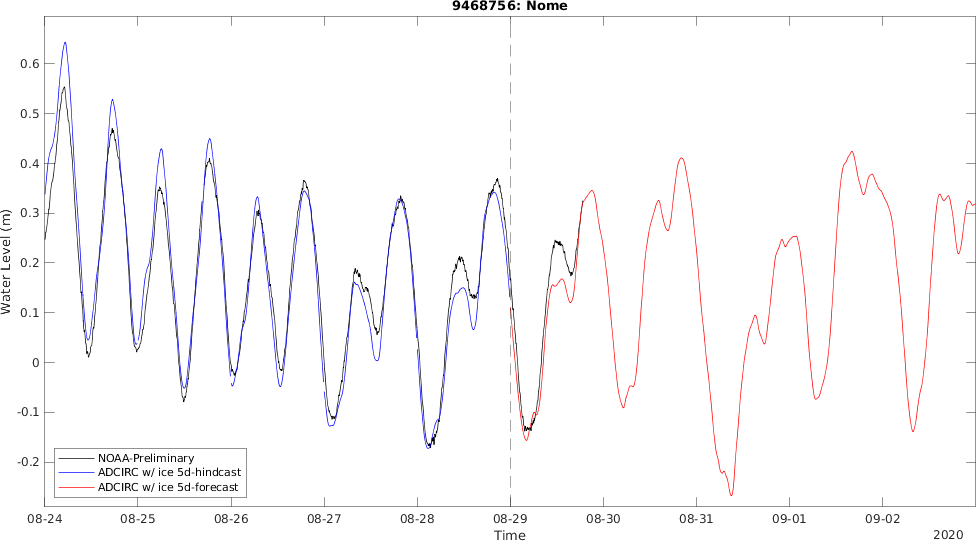 9468756: Nome
Water Level (m)
0.6
0.5
0.4
0.3
0.2
0.1
0
-0.1
-0.2
NOAA-Preliminary
ADCIRC w/ ice 5d-hindcast
ADCIRC w/ ice 5d-forecast
08-24 08-25 08-26 08-27 08-28 08-29 08-30 08-31 09-01 09-02
Time
2020